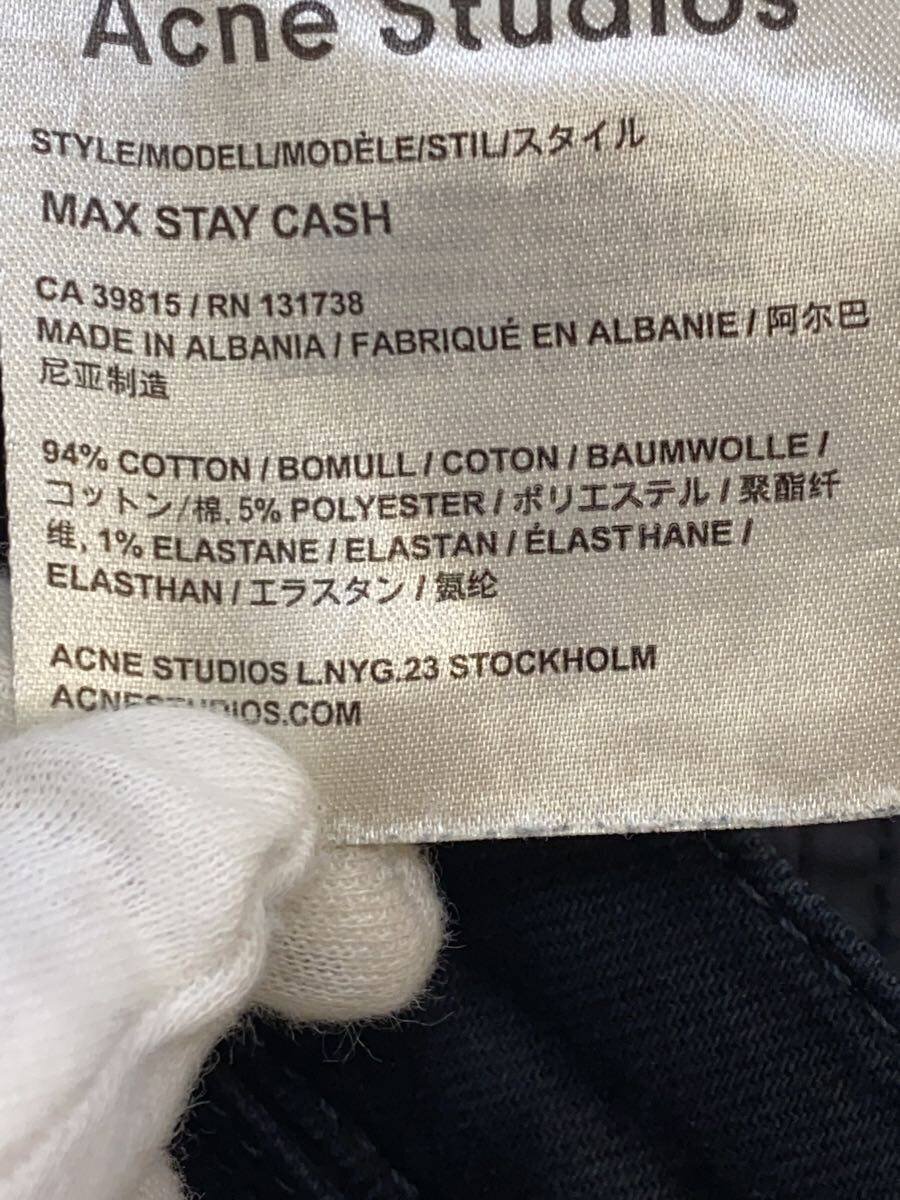 Acne Studios
STYLE/MODELL/MODÈLE/STIL/スタイル
MAX STAY CASH
CA 39815 / RN 131738
MADE IN ALBANIA / FABRIQUÉ EN ALBANIE / 阿尔巴
尼亚制造
94% COTTON / BOMULL / COTON / BAUMWOLLE /
コットン/棉, 5% POLYESTER / ポリエステル / 聚酯纤
维, 1% ELASTANE / ELASTAN / ÉLASTHANE /
ELASTHAN / エラスタン / 氨纶
ACNE STUDIOS L.NYG.23 STOCKHOLM
ACNESTUDIOS.COM